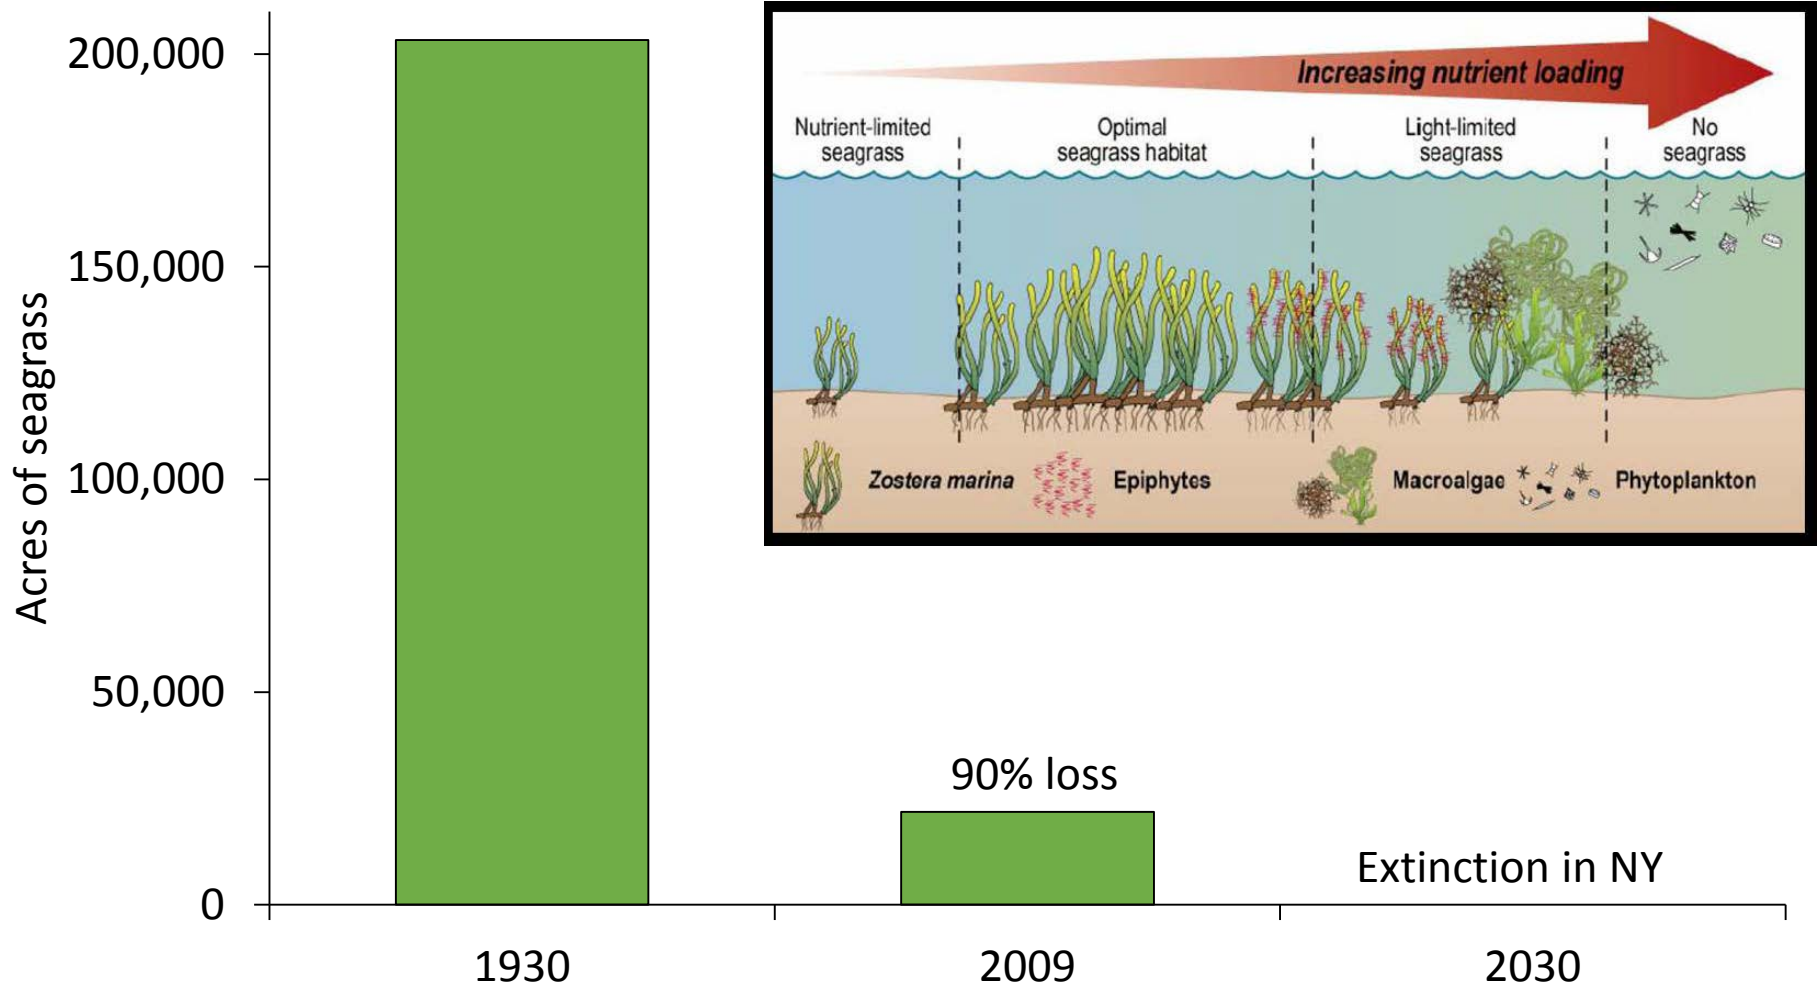 Acres of seagrass
200,000
150,000
100,000
50,000
0
90% loss
Extinction in NY
1930
2009
2030
Increasing nutrient loading
Nutrient-limited
seagrass
Optimal
seagrass habitat
Light-limited
seagrass
No
seagrass
Zostera marina
Epiphytes
Macroalgae
Phytoplankton